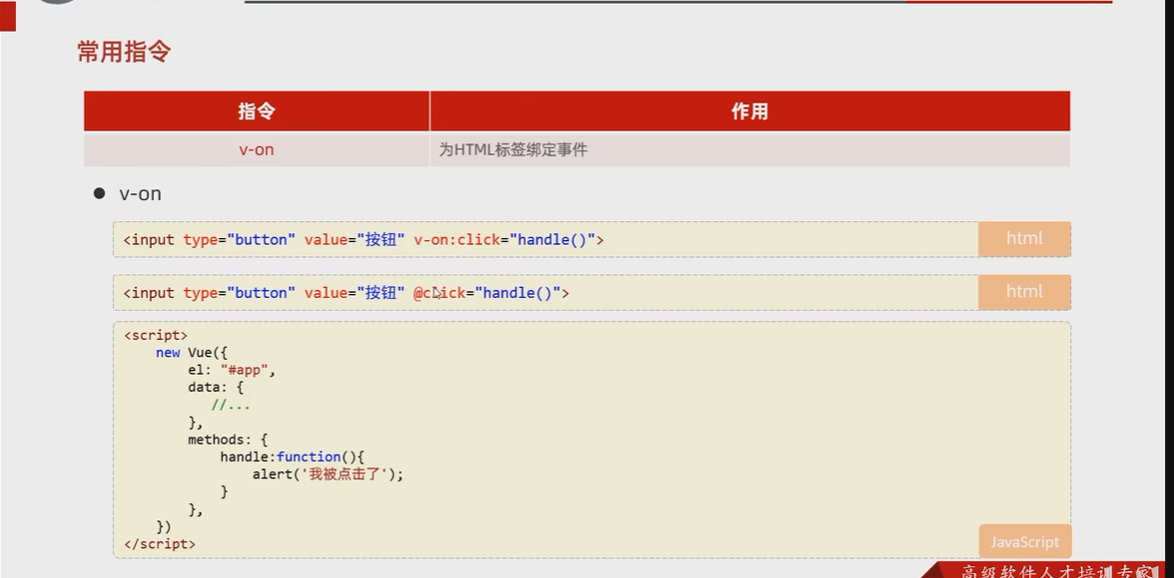 常用指令
指令 作用
v-on 为HTML标签绑定事件
● v-on
<input type="button" value="按钮" v-on:click="handle()"> html
<input type="button" value="按钮" @click="handle()"> html
<script>
    new Vue({
        el: "#app",
        data: {
           //...
        },
        methods: {
            handle:function(){
                alert('我被点击了');
            }
        },
    })
</script>
JavaScript
高级软件人才培训专家